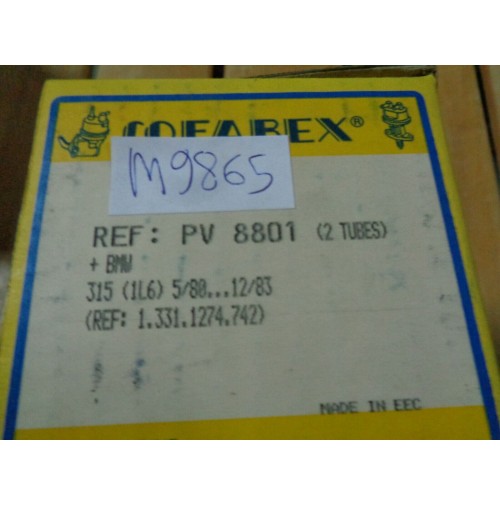 COFABEX®
M9865
REF: PV 8801 (2 TUBES)
+ BMW
315 (1L6) 5/80...12/83
(REF: 1.331.1274.742)
MADE IN EEC